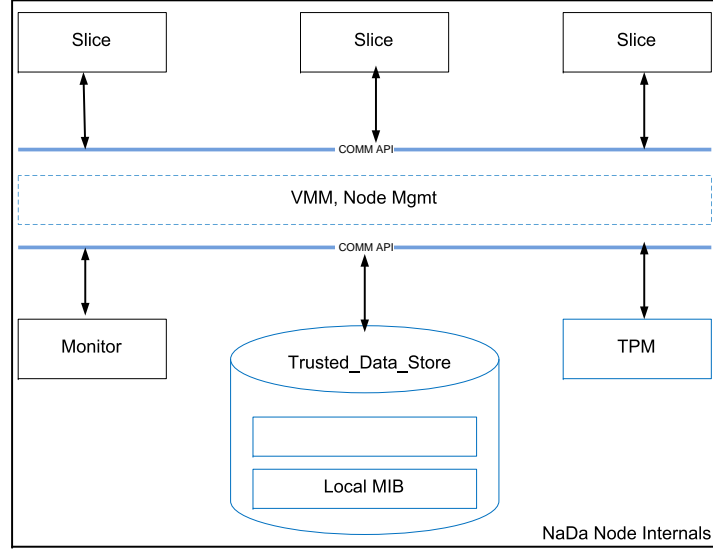 Slice
Slice
Slice
COMM API
VMM, Node Mgmt
COMM API
Monitor
Trusted_Data_Store
TPM
Local MIB
NaDa Node Internals